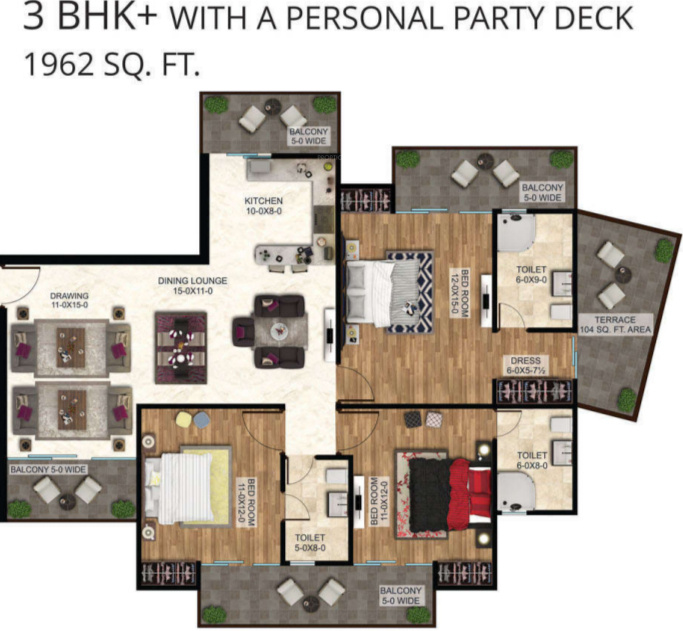 3 BHK+ WITH A PERSONAL PARTY DECK
1962 SQ. FT.
BALCONY
5-0 WIDE
KITCHEN
10-0X8-0
BALCONY
5-0 WIDE
DRAWING
11-0X15-0
DINING LOUNGE
15-0X11-0
BED ROOM
12-0X15-0
TOILET
6-0X9-0
TERRACE
104 SQ. FT. AREA
DRESS
6-0X5-7½
BALCONY 5-0 WIDE
BED ROOM
11-0X12-0
TOILET
5-0X8-0
BED ROOM
11-0X12-0
TOILET
6-0X8-0
BALCONY
5-0 WIDE